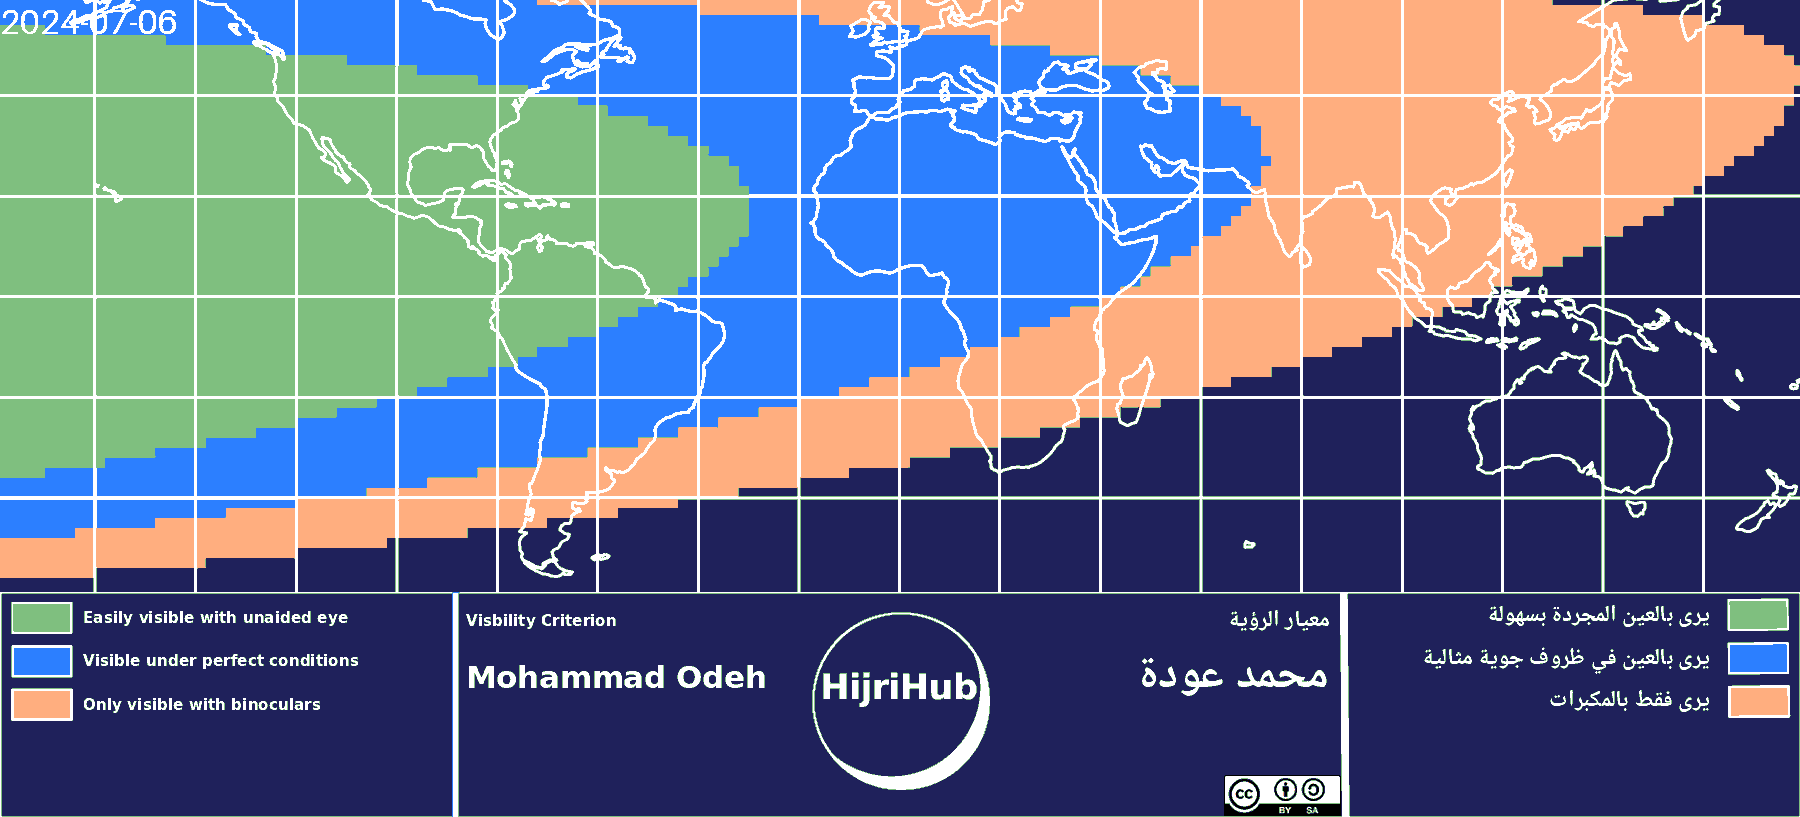 2024-07-06
Easily visible with unaided eye
Visible under perfect conditions
Only visible with binoculars
Visbility Criterion
Mohammad Odeh
HijriHub
معيار الرؤية
محمد عودة
cc BY SA
يرى بالعين المجردة بسهولة
يرى بالعين في ظروف جوية مثالية
يرى فقط بالمكبرات